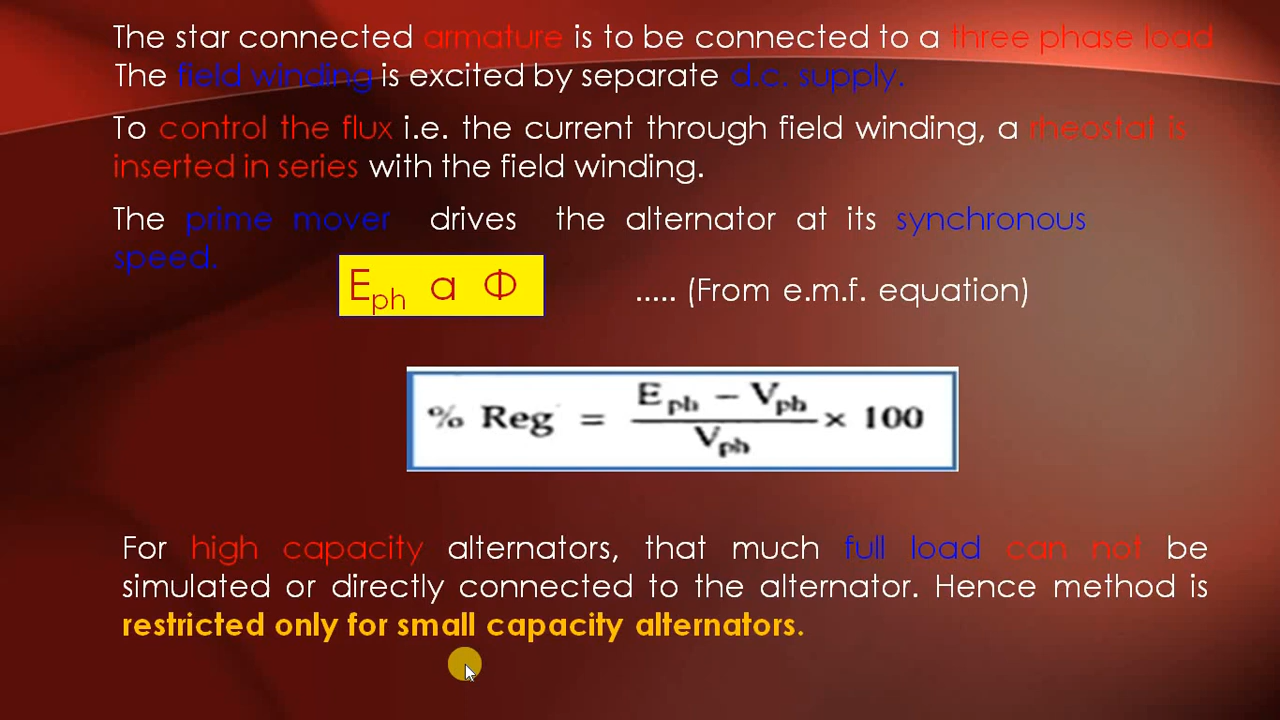 The star connected armature is to be connected to a three phase load
The field winding is excited by separate d.c. supply.
To control the flux i.e. the current through field winding, a rheostat is
inserted in series with the field winding.
The prime mover drives the alternator at its synchronous
speed.
Eph a Φ ..... (From e.m.f. equation)
% Reg = Eph – Vph / Vph × 100
For high capacity alternators, that much full load can not be
simulated or directly connected to the alternator. Hence method is
restricted only for small capacity alternators.